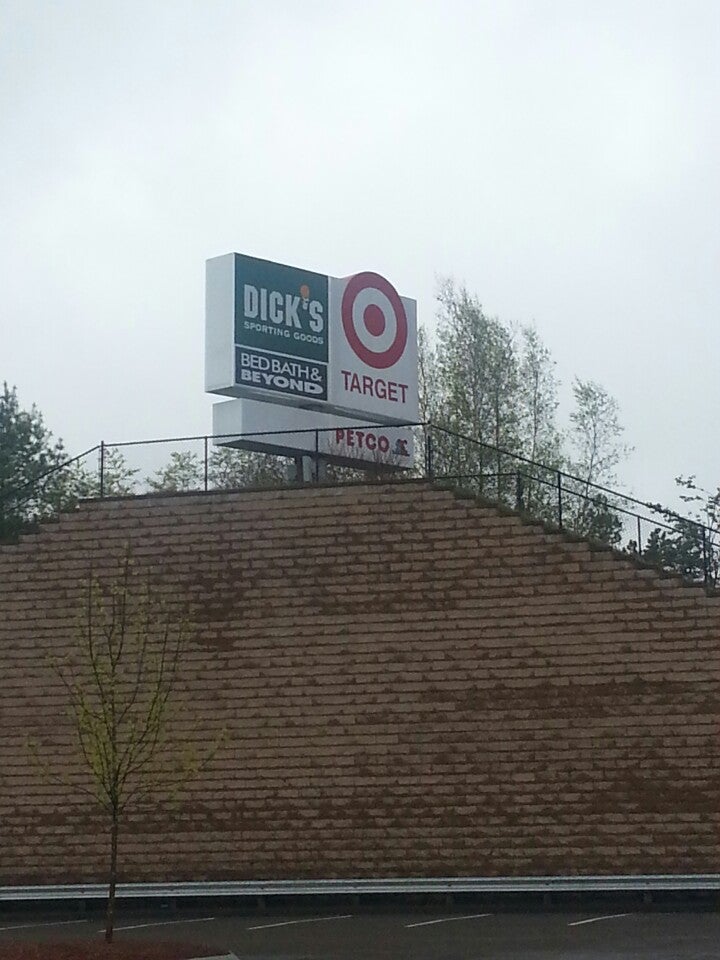 DICK'S
SPORTING GOODS
BED BATH &
BEYOND
TARGET
PETCO